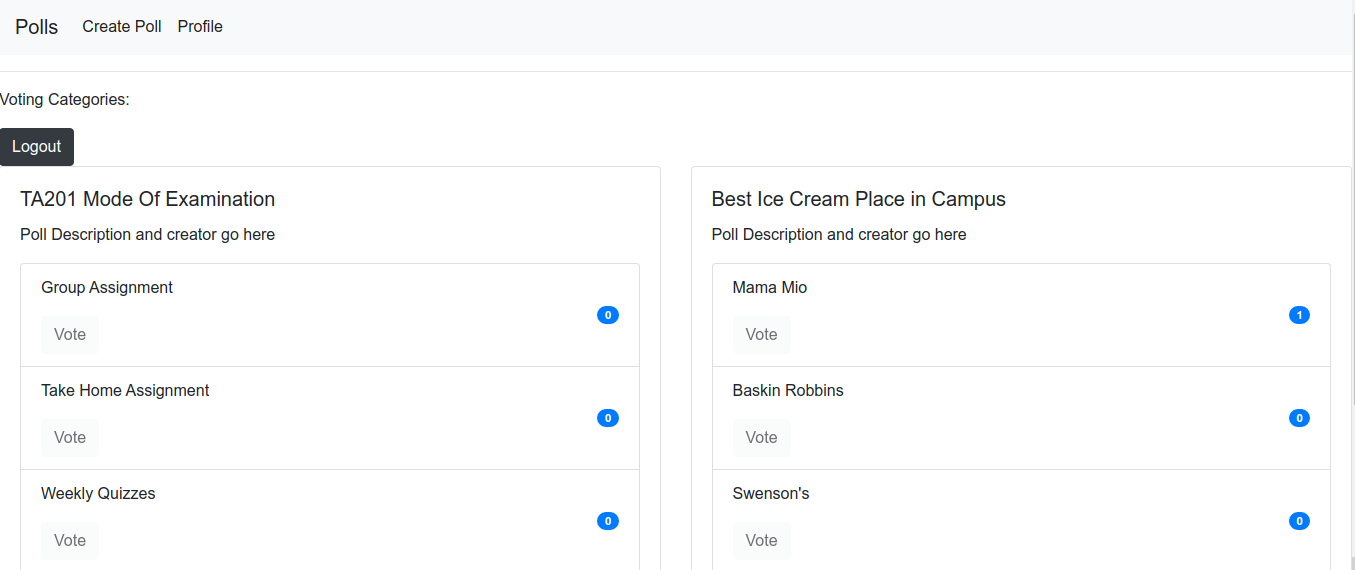 Polls Create Poll Profile
Voting Categories:
Logout
TA201 Mode Of Examination
Poll Description and creator go here
Group Assignment
0
Vote
Take Home Assignment
0
Vote
Weekly Quizzes
0
Vote
Best Ice Cream Place in Campus
Poll Description and creator go here
Mama Mio
1
Vote
Baskin Robbins
0
Vote
Swenson's
0
Vote